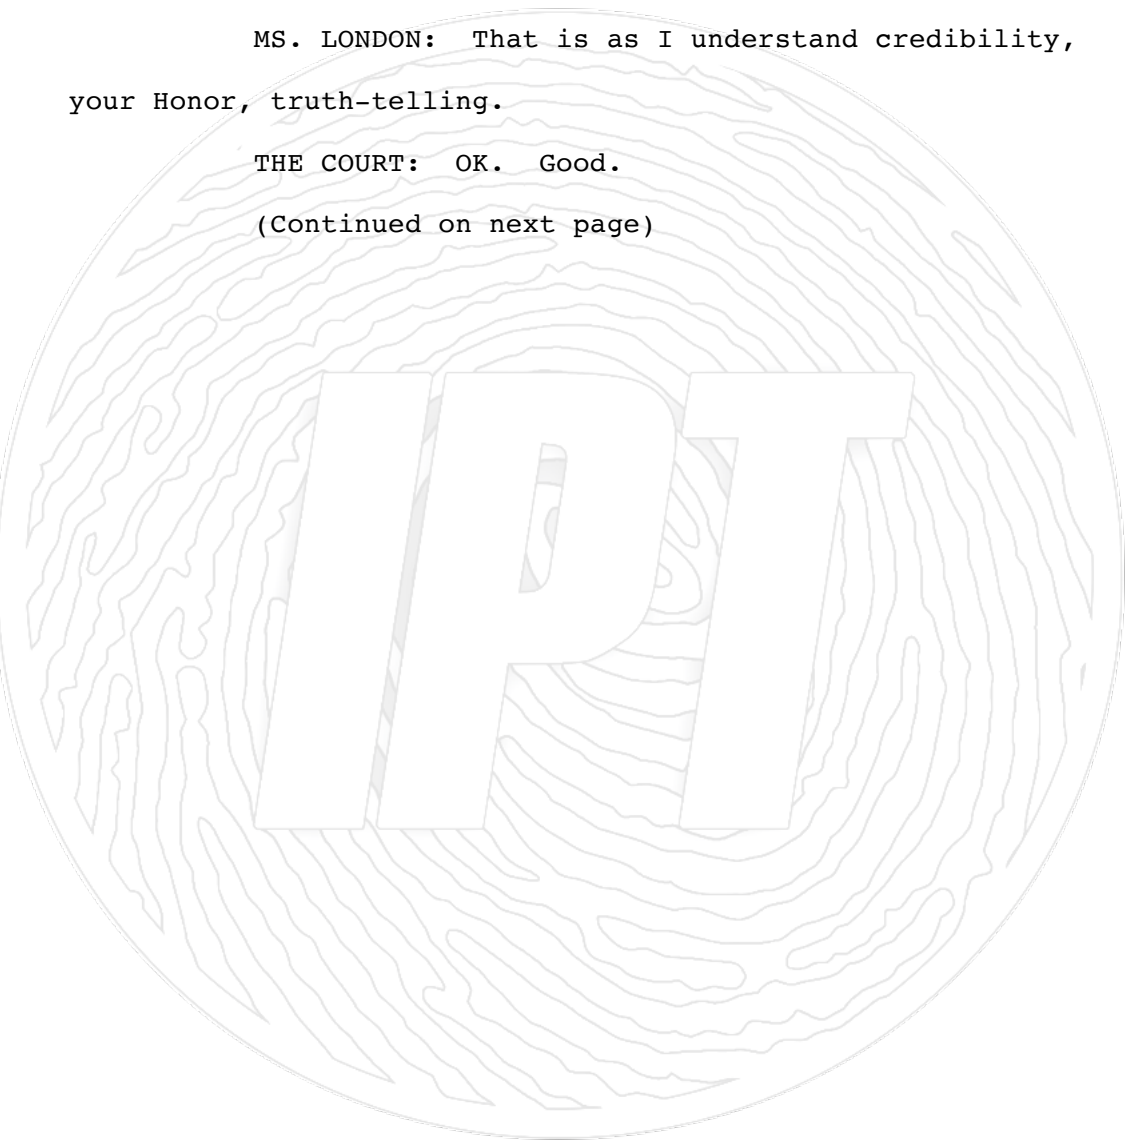 MS. LONDON:  That is as I understand credibility,
your Honor, truth-telling.
THE COURT:  OK.  Good.
(Continued on next page)
IPT